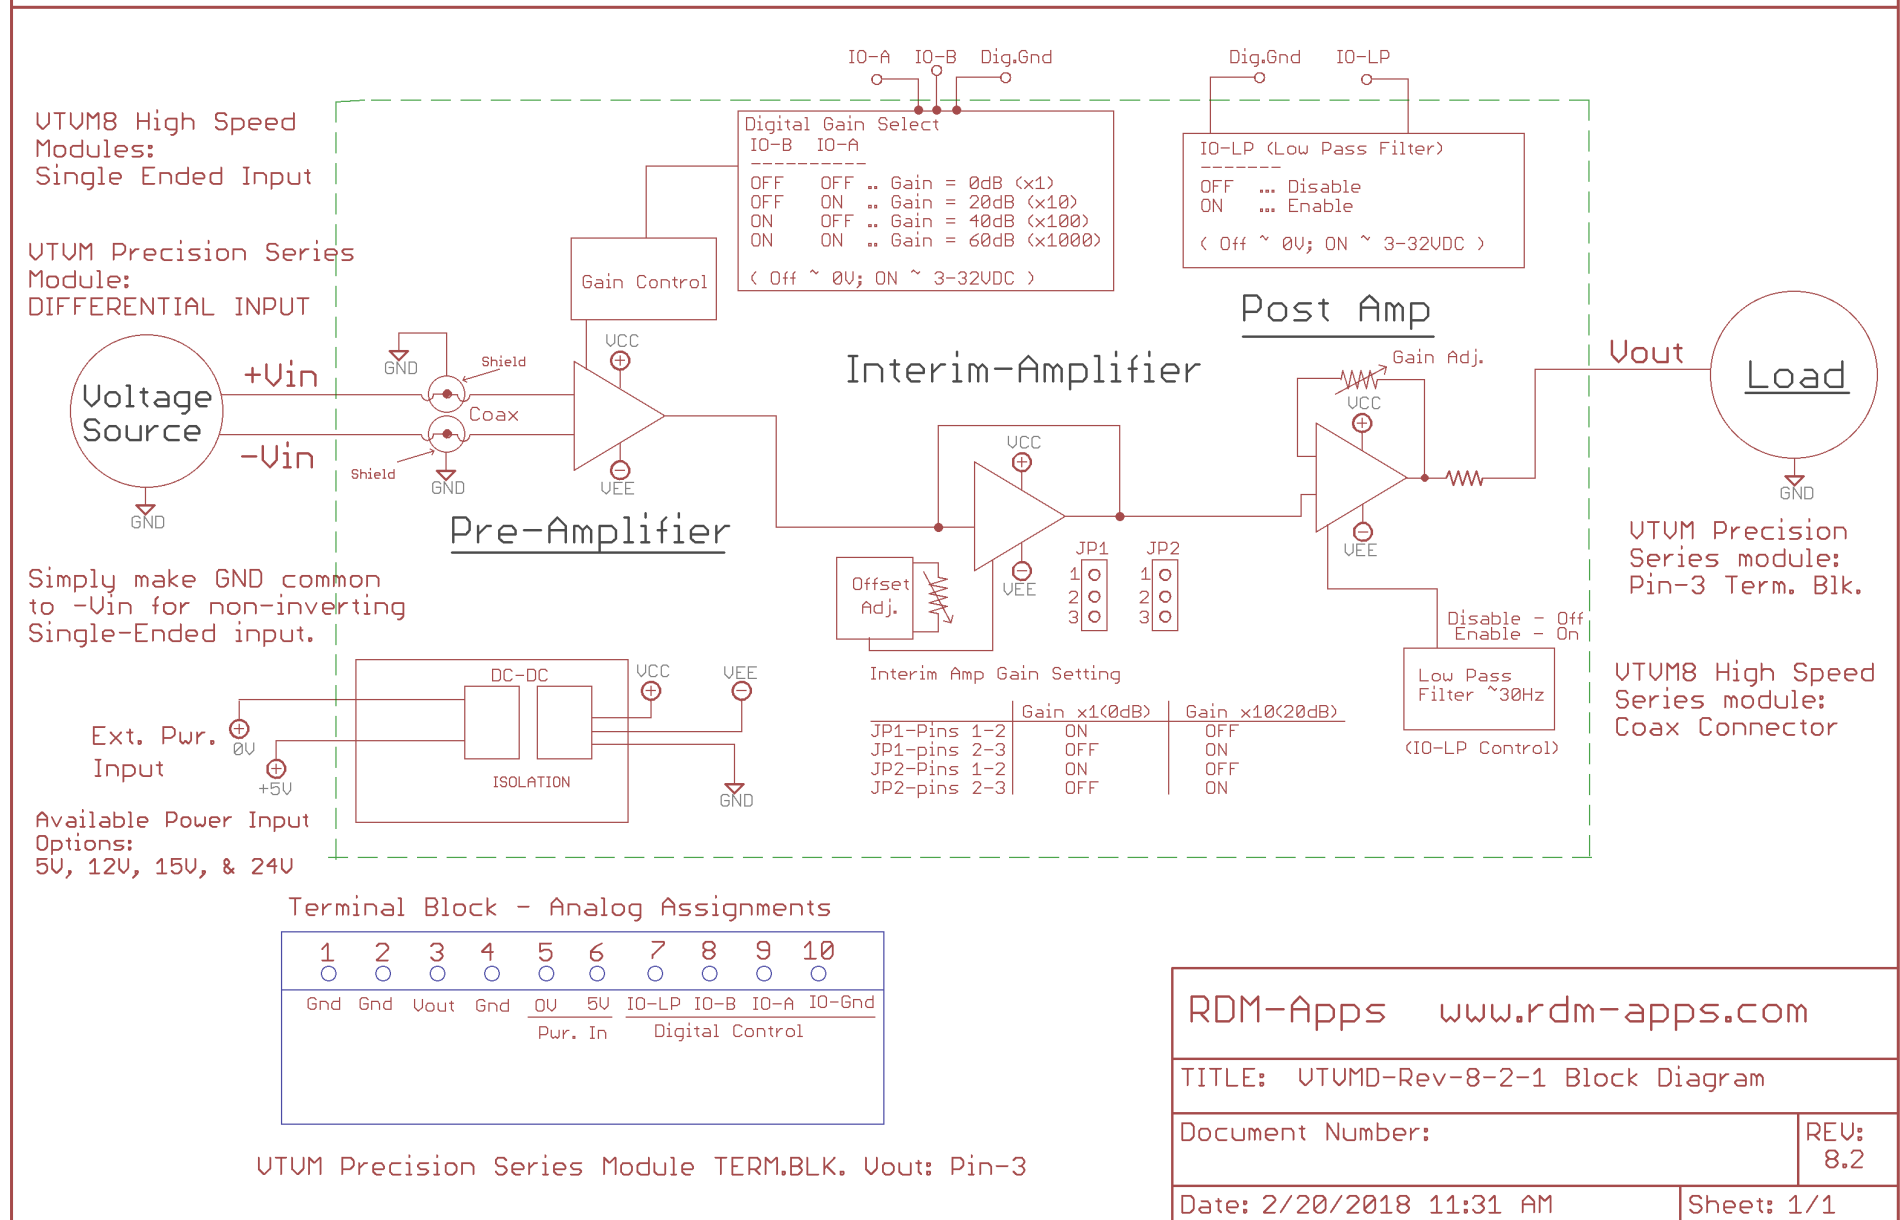 IO-A IO-B Dig.Gnd
Dig.Gnd IO-LP
VTVM8 High Speed
Modules:
Single Ended Input
VTVM Precision Series
Module:
DIFFERENTIAL INPUT
Digital Gain Select
IO-B IO-A
----------
OFF OFF .. Gain = 0dB (x1)
OFF ON .. Gain = 20dB (x10)
ON OFF .. Gain = 40dB (x100)
ON ON .. Gain = 60dB (x1000)
( Off ~ 0V; ON ~ 3-32VDC )
IO-LP (Low Pass Filter)
-------
OFF ... Disable
ON ... Enable
( Off ~ 0V; ON ~ 3-32VDC )
Gain Control
Voltage
Source
GND
+Vin
-Vin
GND
Shield
Coax
Shield
GND
VCC
VEE
Pre-Amplifier
Interim-Amplifier
VCC
VEE
Offset
Adj.
JP1
1
2
3
JP2
1
2
3
Post Amp
Gain Adj.
VCC
VEE
Vout
Load
GND
VTVM Precision
Series module:
Pin-3 Term. Blk.
Disable - Off
Enable - On
Low Pass
Filter ~30Hz
(IO-LP Control)
VTVM8 High Speed
Series module:
Coax Connector
Simply make GND common
to -Vin for non-inverting
Single-Ended input.
Interim Amp Gain Setting
Gain x1(0dB) Gain x10(20dB)
JP1-Pins 1-2 ON OFF
JP1-pins 2-3 OFF ON
JP2-Pins 1-2 ON OFF
JP2-pins 2-3 OFF ON
DC-DC
ISOLATION
VCC
VEE
GND
Ext. Pwr.
Input
0V
+5V
Available Power Input
Options:
5V, 12V, 15V, & 24V
Terminal Block - Analog Assignments
1 2 3 4 5 6 7 8 9 10
Gnd Gnd Vout Gnd 0V 5V IO-LP IO-B IO-A IO-Gnd
Pwr. In Digital Control
VTVM Precision Series Module TERM.BLK. Vout: Pin-3
RDM-Apps www.rdm-apps.com
TITLE: VTVMD-Rev-8-2-1 Block Diagram
Document Number:
REV:
8.2
Date: 2/20/2018 11:31 AM
Sheet: 1/1